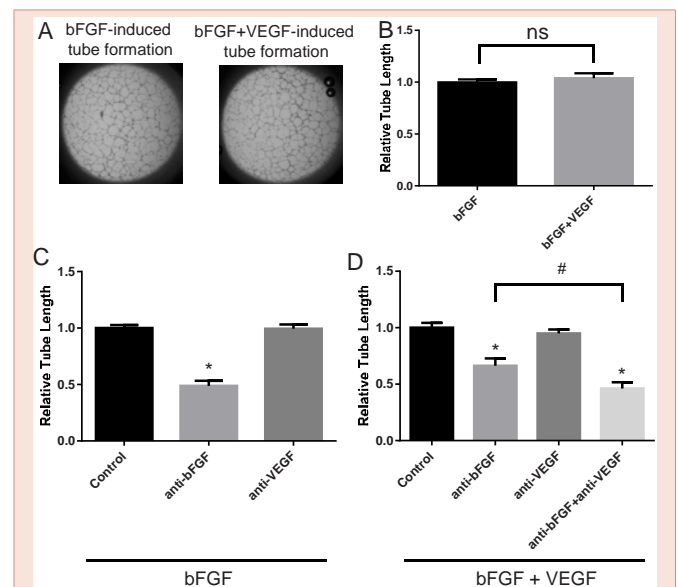 A
bFGF-induced
tube formation
bFGF+VEGF-induced
tube formation
B
Relative Tube Length
1.5
1.0
0.5
0.0
ns
bFGF
bFGF+VEGF
C
Relative Tube Length
1.5
1.0
0.5
0.0
*
Control
anti-bFGF
anti-VEGF
bFGF
D
Relative Tube Length
1.5
1.0
0.5
0.0
#
*
*
Control
anti-bFGF
anti-VEGF
anti-bFGF+anti-VEGF
bFGF + VEGF